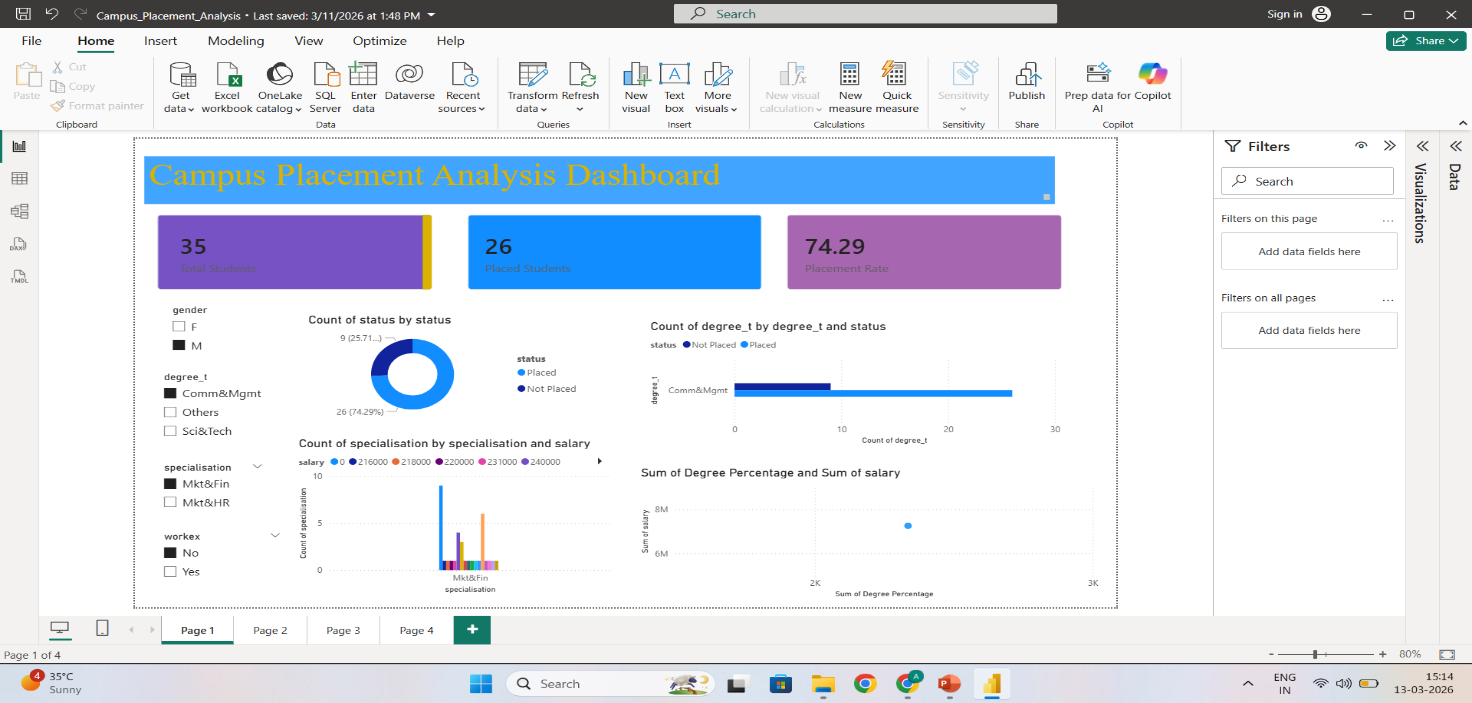 Campus_Placement_Analysis • Last saved: 3/11/2026 at 1:48 PM
Search
Sign in
File Home Insert Modeling View Optimize Help
Share
Paste
Cut
Copy
Format painter
Clipboard
Get data
Excel workbook
OneLake catalog
SQL Server
Enter data
Dataverse
Recent sources
Data
Transform data
Refresh
Queries
New visual
Text box
More visuals
Insert
New visual calculation
New measure
Quick measure
Calculations
Sensitivity
Sensitivity
Publish
Share
Prep data for AI
Copilot
Copilot
Campus Placement Analysis Dashboard
35
Total Students
26
Placed Students
74.29
Placement Rate
gender
F
M
degree_t
Comm&Mgmt
Others
Sci&Tech
specialisation
Mkt&Fin
Mkt&HR
workex
No
Yes
Count of status by status
9 (25.71...)
26 (74.29%)
status
Placed
Not Placed
Count of degree_t by degree_t and status
status Not Placed Placed
degree_t
Comm&Mgmt
0 10 20 30
Count of degree_t
Count of specialisation by specialisation and salary
salary 0 216000 218000 220000 231000 240000
Count of specialisation
10
5
0
Mkt&Fin
specialisation
Sum of Degree Percentage and Sum of salary
Sum of salary
8M
6M
2K 3K
Sum of Degree Percentage
Filters
Search
Filters on this page
...
Add data fields here
Filters on all pages
...
Add data fields here
Visualizations
Data
DAX
TMDL
Page 1 Page 2 Page 3 Page 4 +
Page 1 of 4
- + 80%
4
35°C
Sunny
Search
A
P
ENG
IN
15:14
13-03-2026